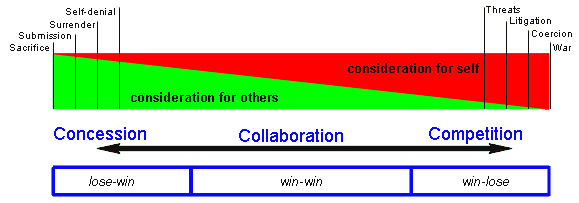 Self-denial
Surrender
Submission
Sacrifice
Threats
Litigation
Coercion
War
consideration for self
consideration for others
Concession
Collaboration
Competition
lose-win
win-win
win-lose